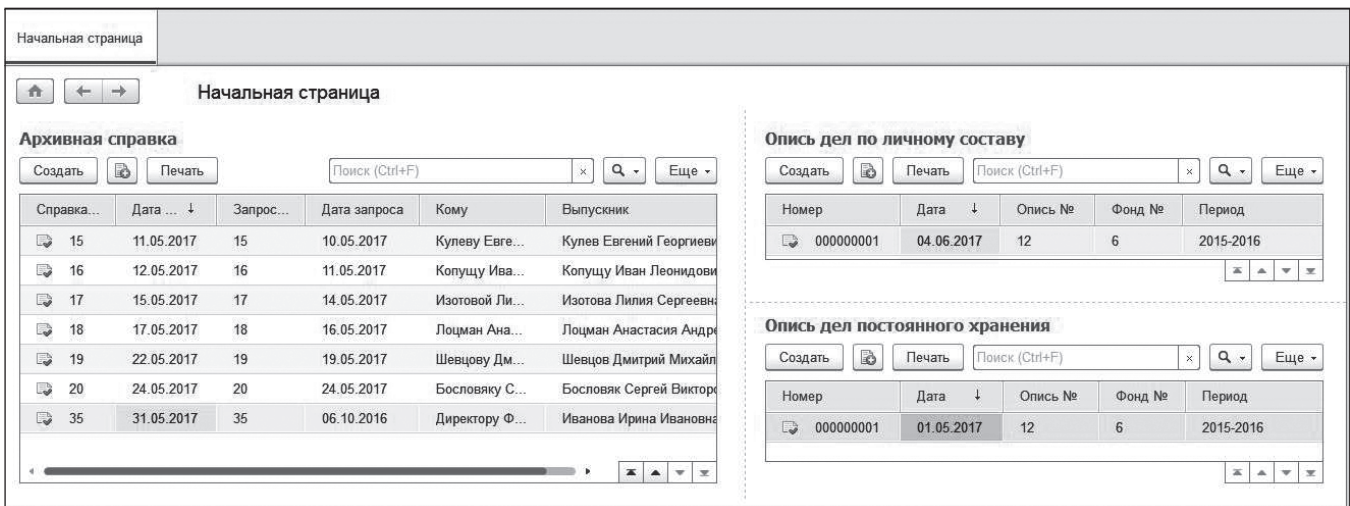 Начальная страница
Начальная страница
Архивная справка
Создать Печать Поиск (Ctrl+F) × Еще
Справка... Дата ... ↓ Запрос... Дата запроса Кому Выпускник
15 11.05.2017 15 10.05.2017 Кулеву Евге... Кулев Евгений Георгиеви
16 12.05.2017 16 11.05.2017 Копущу Ива... Копущу Иван Леонидови
17 15.05.2017 17 14.05.2017 Изотовой Ли... Изотова Лилия Сергеевна
18 17.05.2017 18 16.05.2017 Лоцман Ана... Лоцман Анастасия Андре
19 22.05.2017 19 19.05.2017 Шевцову Дм... Шевцов Дмитрий Михайл
20 24.05.2017 20 24.05.2017 Бословяку С... Бословяк Сергей Викторо
35 31.05.2017 35 06.10.2016 Директору Ф... Иванова Ирина Ивановна
Опись дел по личному составу
Создать Печать Поиск (Ctrl+F) × Еще
Номер Дата ↓ Опись № Фонд № Период
000000001 04.06.2017 12 6 2015-2016
Опись дел постоянного хранения
Создать Печать Поиск (Ctrl+F) × Еще
Номер Дата ↓ Опись № Фонд № Период
000000001 01.05.2017 12 6 2015-2016